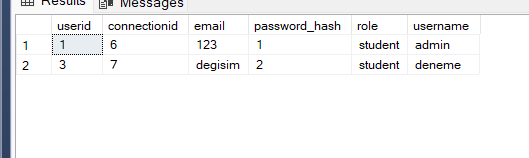 Results Messages
userid connectionid email password_hash role username
1 1 6 123 1 student admin
2 3 7 degisim 2 student deneme